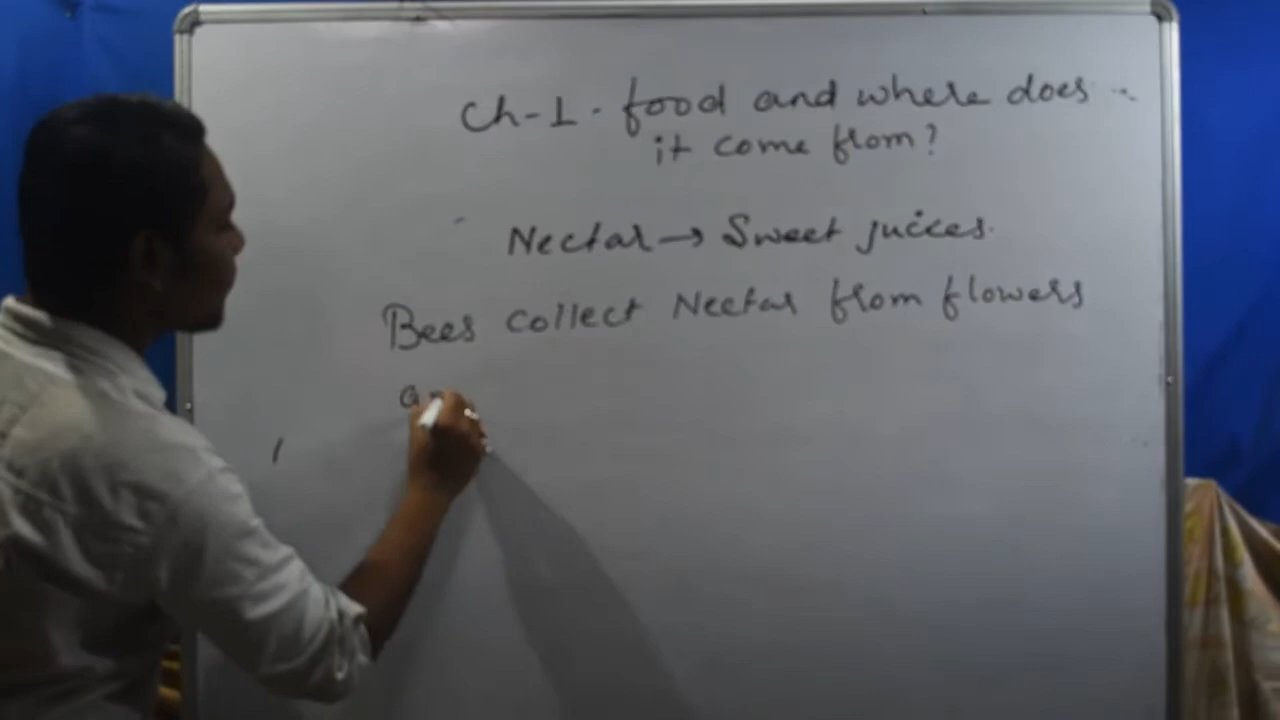 Ch-1. food and where does
it come from?
Nectar → Sweet juices.
Bees collect Nectar from flowers